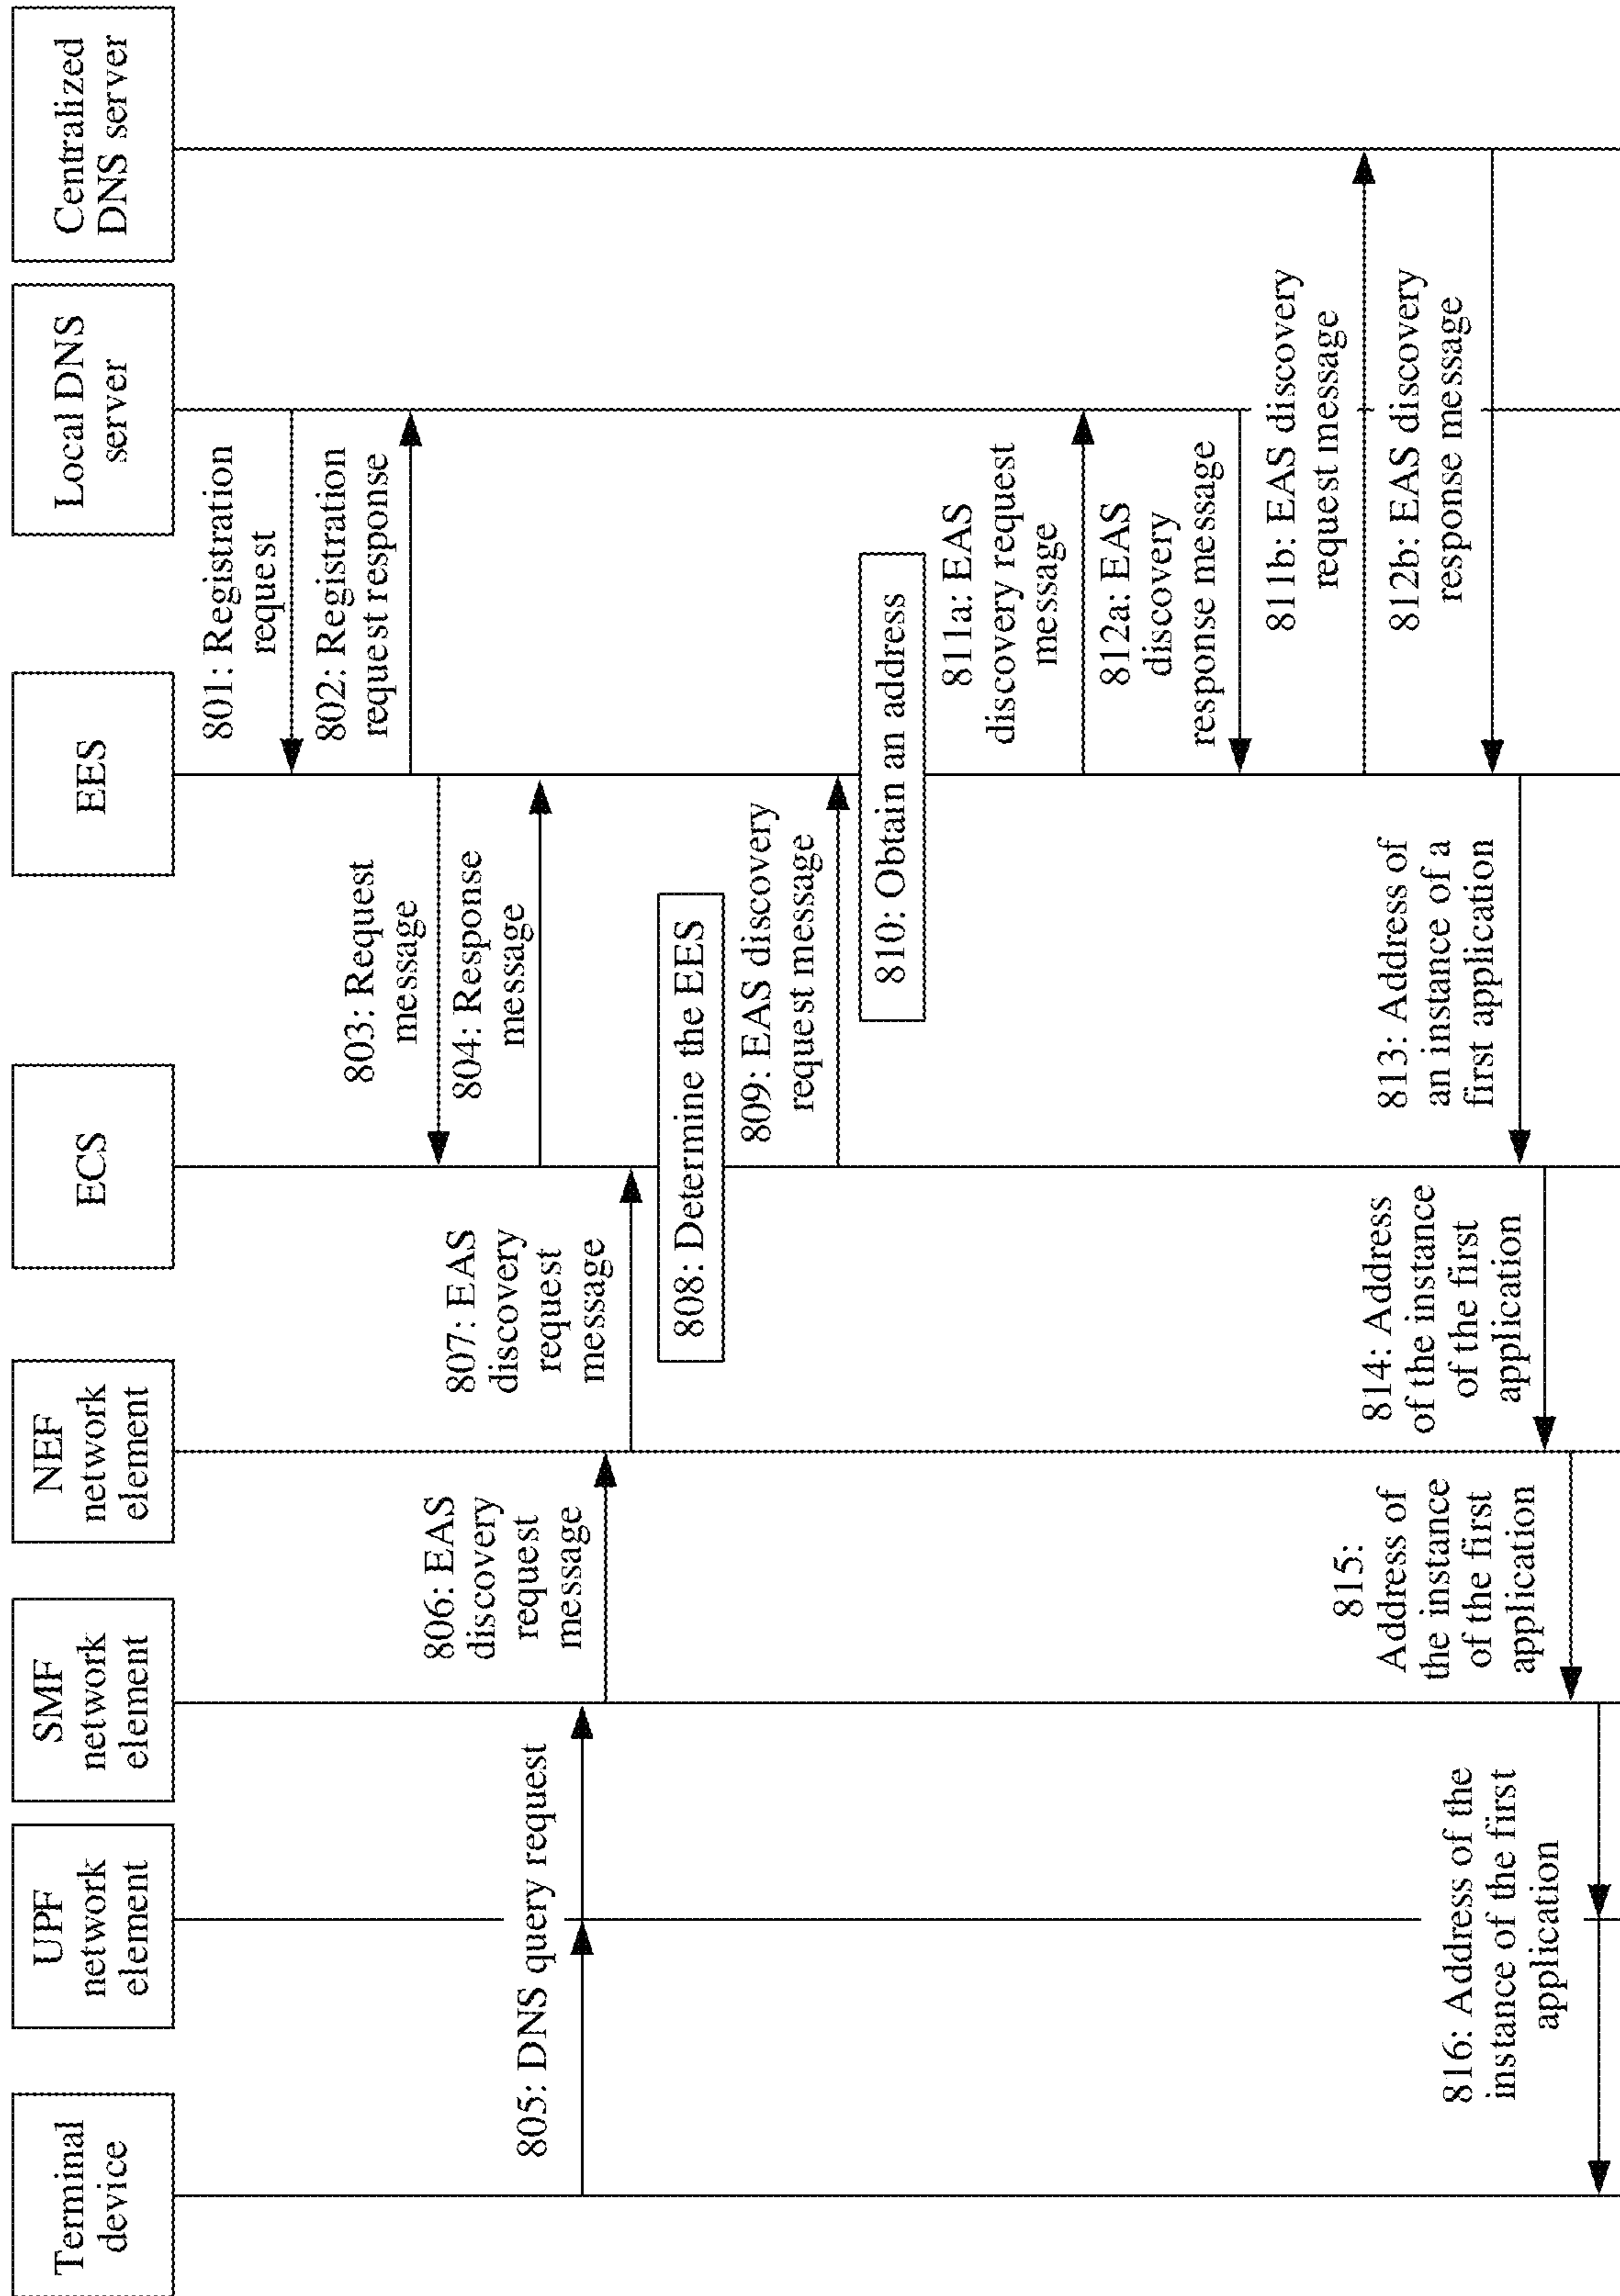 Terminal
device
UPF
network
element
SMF
network
element
NEF
network
element
ECS
EES
Local DNS
server
Centralized
DNS server
801: Registration
request
802: Registration
request response
803: Request
message
804: Response
message
805: DNS query request
806: EAS
discovery
request
message
807: EAS
discovery
request
message
808: Determine the EES
809: EAS discovery
request message
810: Obtain an address
811a: EAS
discovery request
message
812a: EAS
discovery
response message
811b: EAS discovery
request message
812b: EAS discovery
response message
813: Address of
an instance of a
first application
814: Address
of the instance
of the first
application
815:
Address of
the instance
of the first
application
816: Address of the
instance of the first
application